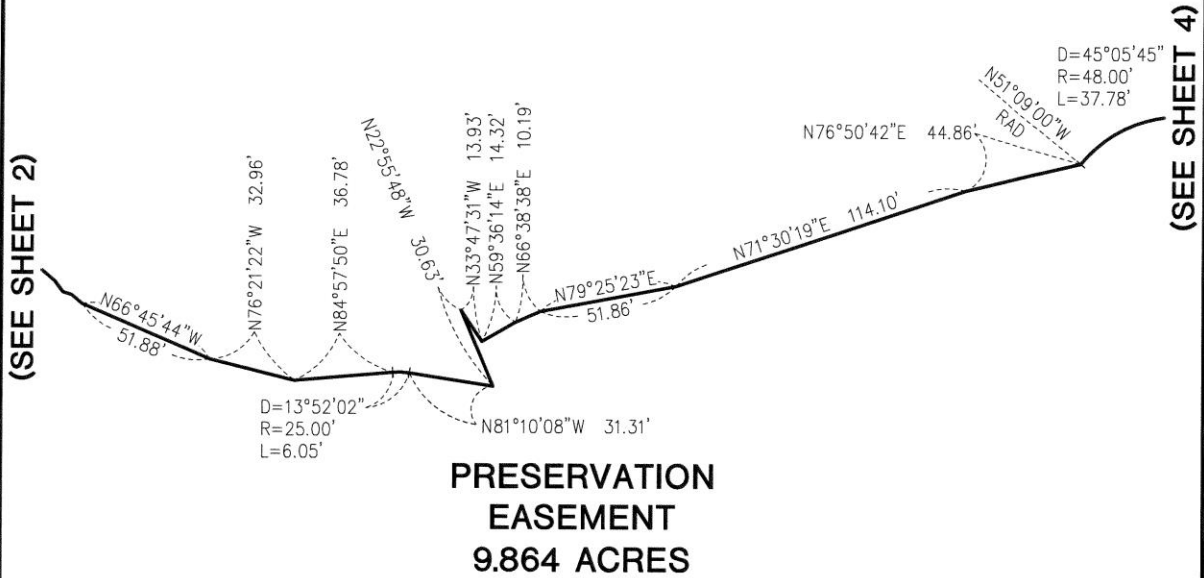 (SEE SHEET 2)
N66°45'44"W
51.88'
N76°21'22"W 32.96'
N84°57'50"E 36.78'
D=13°52'02"
R=25.00'
L=6.05'
N81°10'08"W 31.31'
N22°55'48"W 30.63'
N33°47'31"W 13.93'
N59°36'14"E 14.32'
N66°38'38"E 10.19'
N79°25'23"E
51.86'
N71°30'19"E 114.10'
N76°50'42"E 44.86'
N51°09'00"W
RAD
D=45°05'45"
R=48.00'
L=37.78'
(SEE SHEET 4)
PRESERVATION
EASEMENT
9.864 ACRES